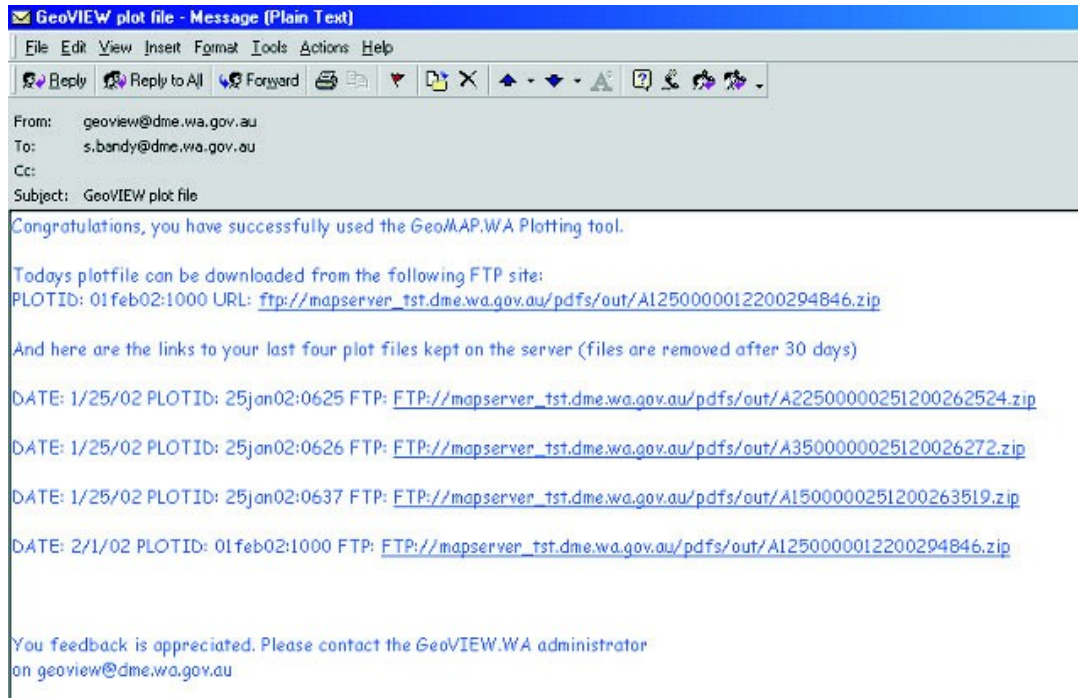 GeoVIEW plot file - Message (Plain Text)
File Edit View Insert Format Tools Actions Help
Reply Reply to All Forward
From: geoview@dme.wa.gov.au
To: s.bandy@dme.wa.gov.au
Cc:
Subject: GeoVIEW plot file
Congratulations, you have successfully used the GeoMAP.WA Plotting tool.
Todays plotfile can be downloaded from the following FTP site:
PLOTID: 01feb02:1000 URL: ftp://mapserver_tst.dme.wa.gov.au/pdfs/out/A1250000012200294846.zip
And here are the links to your last four plot files kept on the server (files are removed after 30 days)
DATE: 1/25/02 PLOTID: 25jan02:0625 FTP: FTP://mapserver_tst.dme.wa.gov.au/pdfs/out/A22500000251200262524.zip
DATE: 1/25/02 PLOTID: 25jan02:0626 FTP: FTP://mapserver_tst.dme.wa.gov.au/pdfs/out/A3500000025120026272.zip
DATE: 1/25/02 PLOTID: 25jan02:0637 FTP: FTP://mapserver_tst.dme.wa.gov.au/pdfs/out/A1500000251200263519.zip
DATE: 2/1/02 PLOTID: 01feb02:1000 FTP: FTP://mapserver_tst.dme.wa.gov.au/pdfs/out/A1250000012200294846.zip
You feedback is appreciated. Please contact the GeoVIEW.WA administrator
on geoview@dme.wa.gov.au